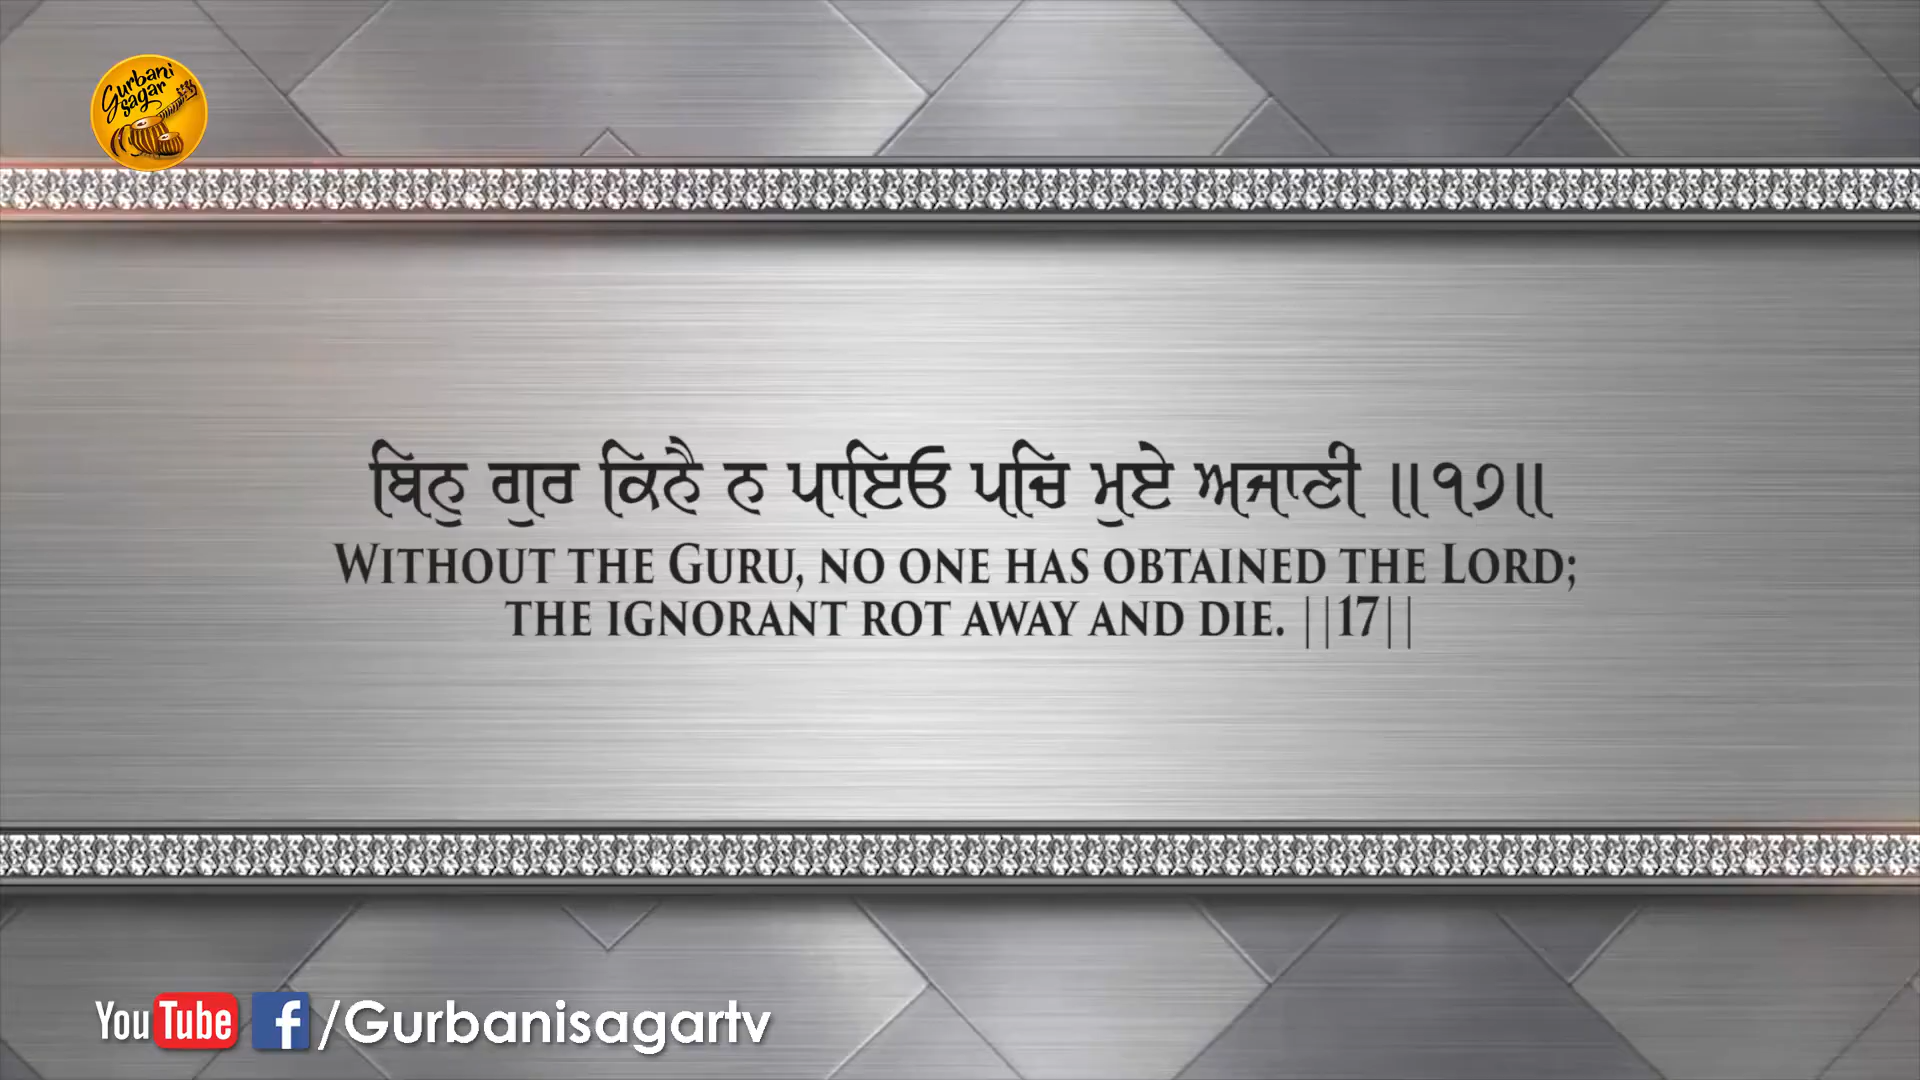 Gurbani
Sagar
ਬਿਨੁ ਗੁਰ ਕਿਨੈ ਨ ਪਾਇਓ ਪਚਿ ਮੁਏ ਅਜਾਣੀ ॥੧੭॥
WITHOUT THE GURU, NO ONE HAS OBTAINED THE LORD;
THE IGNORANT ROT AWAY AND DIE. ||17||
YouTube f /Gurbanisagartv